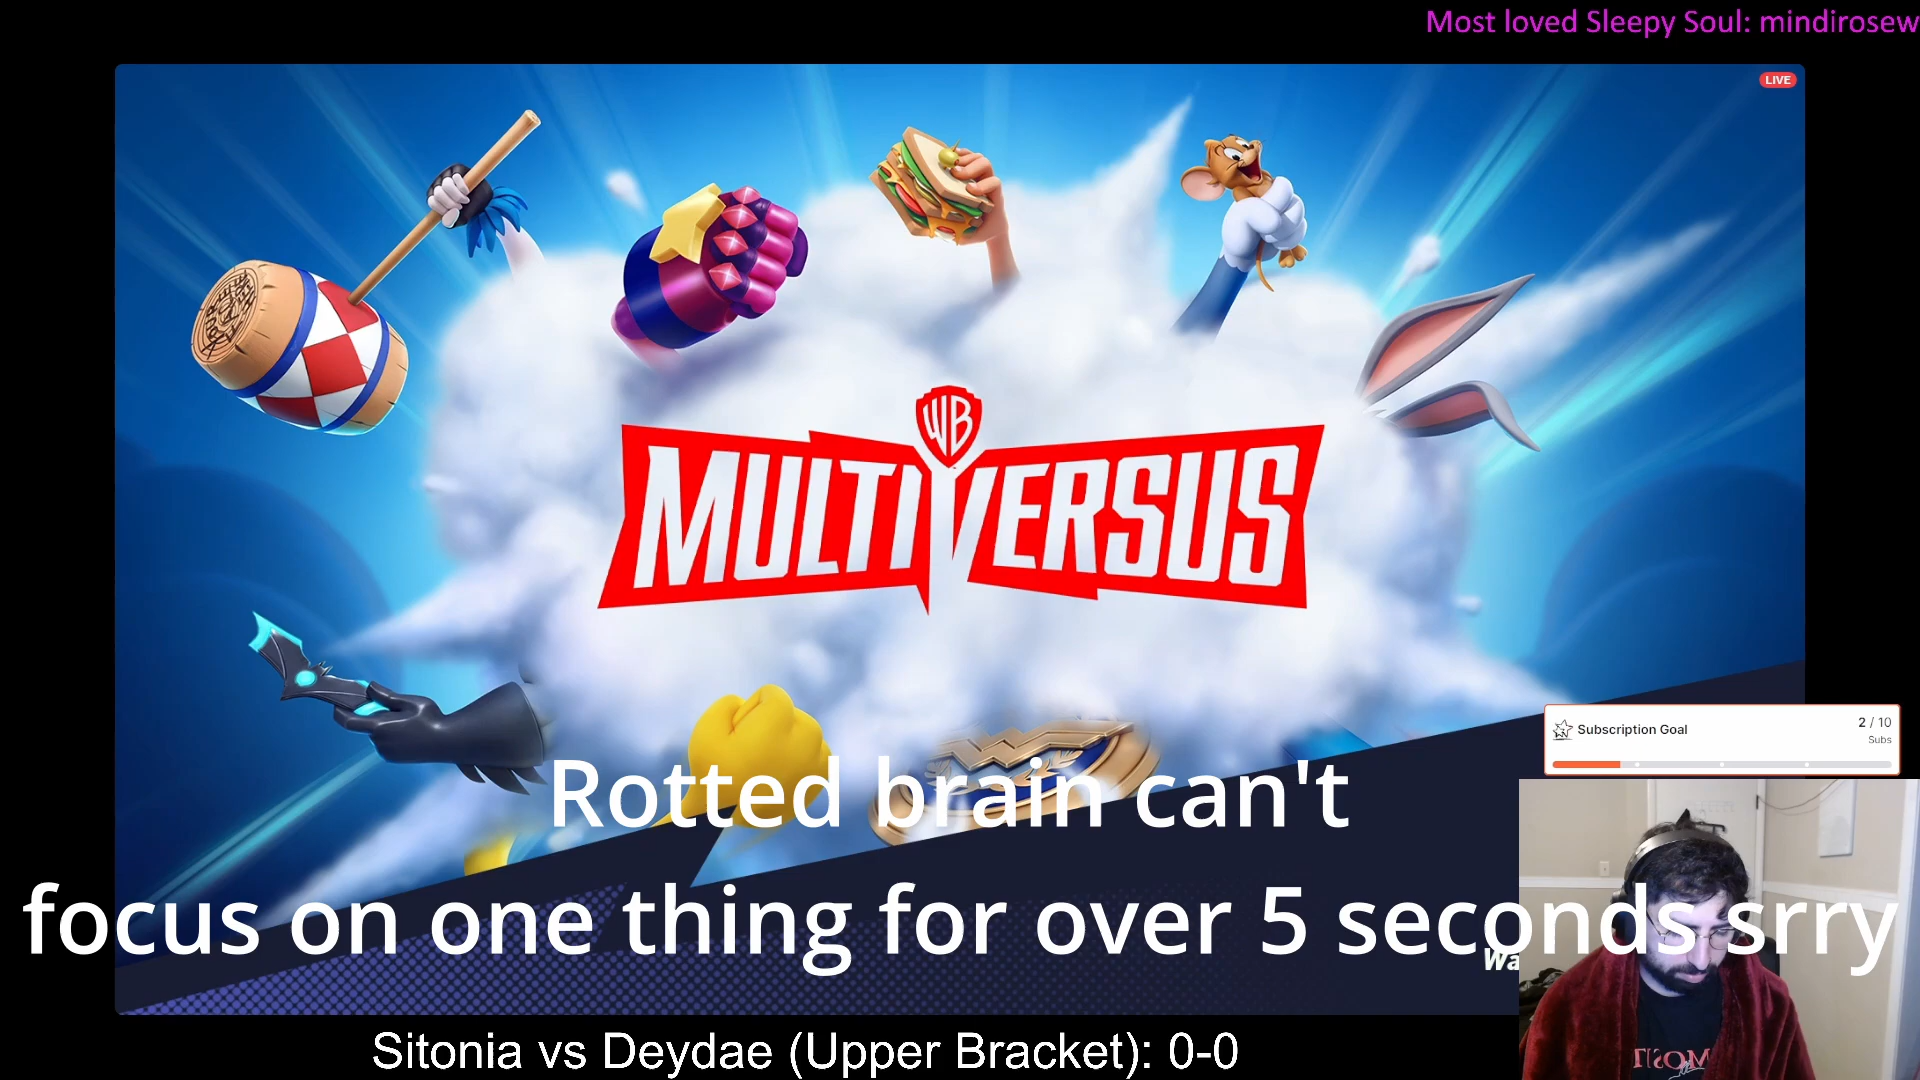 Most loved Sleepy Soul: mindirosew
LIVE
WB
MULTIVERSUS
Subscription Goal
2 / 10
Subs
Rotted brain can't
focus on one thing for over 5 seconds srry
Wa
Sitonia vs Deydae (Upper Bracket): 0-0